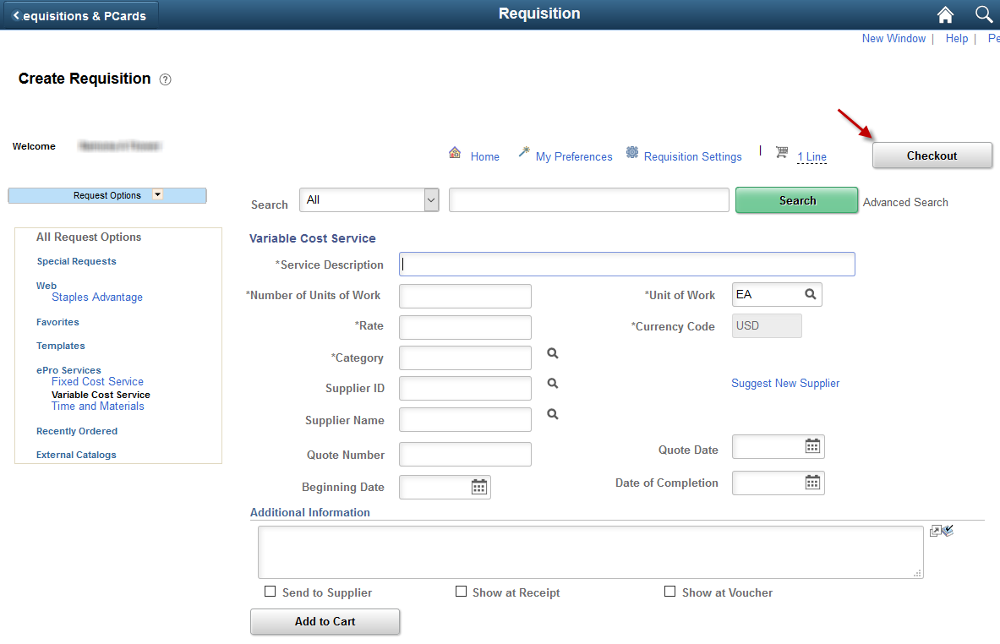 equisitions & PCards
Requisition
New Window | Help | Pe
Create Requisition ?
Welcome
Home My Preferences Requisition Settings | 1 Line Checkout
Request Options
Search All Search Advanced Search
All Request Options
Special Requests
Web
Staples Advantage
Favorites
Templates
ePro Services
Fixed Cost Service
Variable Cost Service
Time and Materials
Recently Ordered
External Catalogs
Variable Cost Service
*Service Description
*Number of Units of Work *Unit of Work EA
*Rate *Currency Code USD
*Category
Supplier ID Suggest New Supplier
Supplier Name
Quote Number Quote Date
Beginning Date Date of Completion
Additional Information
Send to Supplier Show at Receipt Show at Voucher
Add to Cart